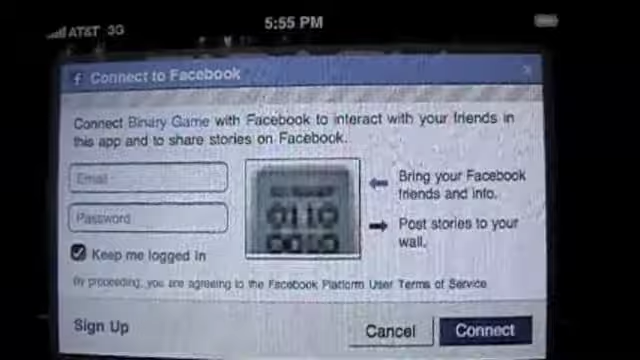 AT&T 3G 5:55 PM
f Connect to Facebook
Connect Binary Game with Facebook to interact with your friends in
this app and to share stories on Facebook.
Email
Password
Keep me logged in
0110
0010
Bring your Facebook
friends and info.
Post stories to your
wall.
By proceeding, you are agreeing to the Facebook Platform User Terms of Service
Sign Up
Cancel
Connect